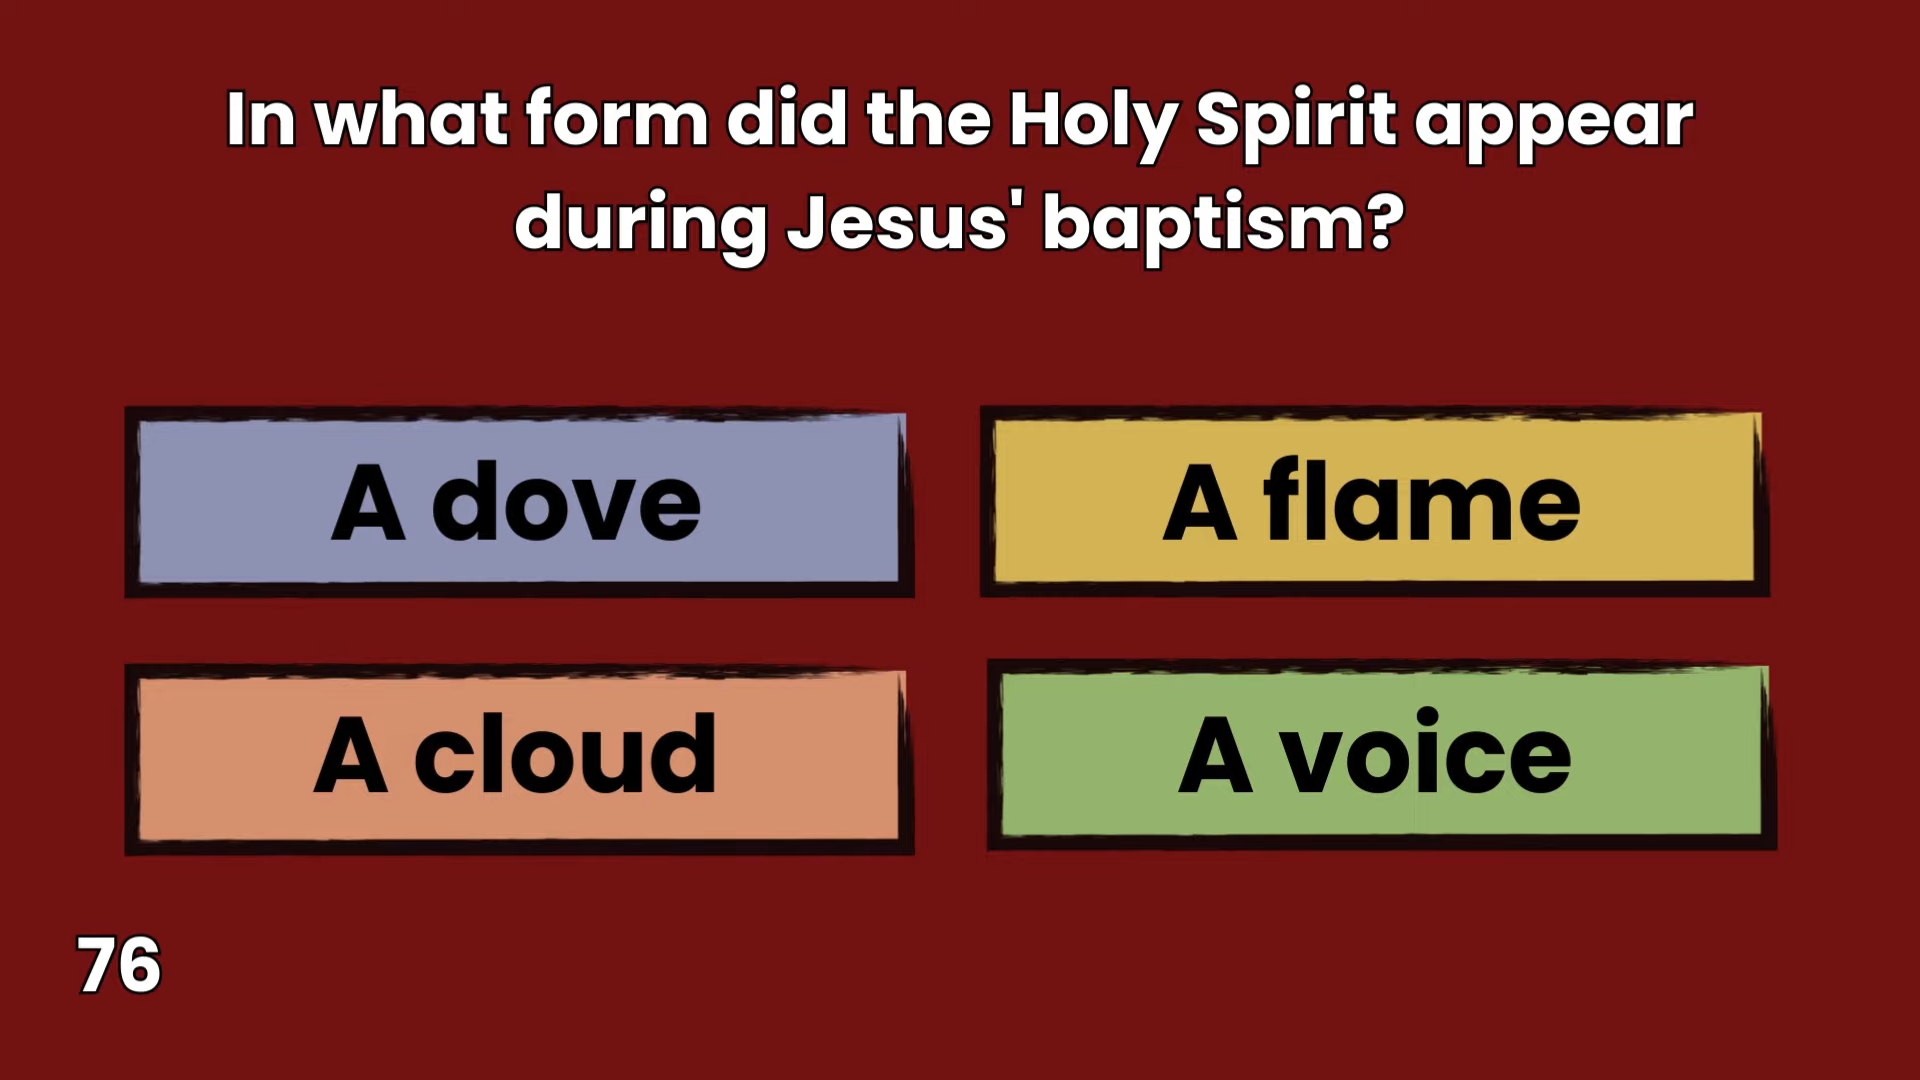 In what form did the Holy Spirit appear
during Jesus' baptism?
A dove
A flame
A cloud
A voice
76